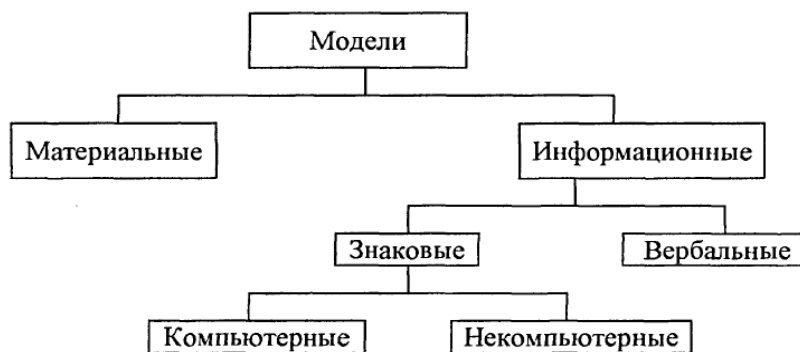 Модели
Материальные
Информационные
Знаковые
Вербальные
Компьютерные
Некомпьютерные